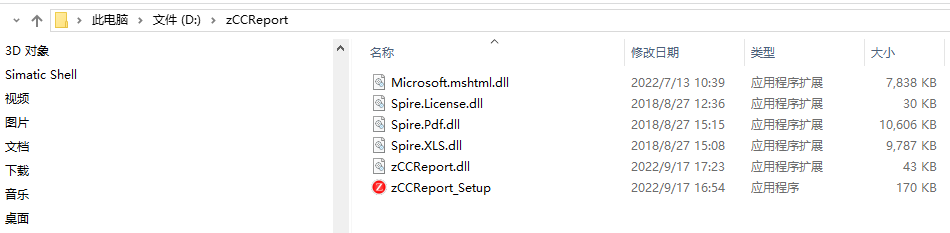 此电脑 > 文件 (D:) > zCCReport
3D 对象
Simatic Shell
视频
图片
文档
下载
音乐
桌面
名称 修改日期 类型 大小
Microsoft.mshtml.dll 2022/7/13 10:39 应用程序扩展 7,838 KB
Spire.License.dll 2018/8/27 12:36 应用程序扩展 30 KB
Spire.Pdf.dll 2018/8/27 15:15 应用程序扩展 10,606 KB
Spire.XLS.dll 2018/8/27 15:08 应用程序扩展 9,787 KB
zCCReport.dll 2022/9/17 17:23 应用程序扩展 43 KB
zCCReport_Setup 2022/9/17 16:54 应用程序 170 KB